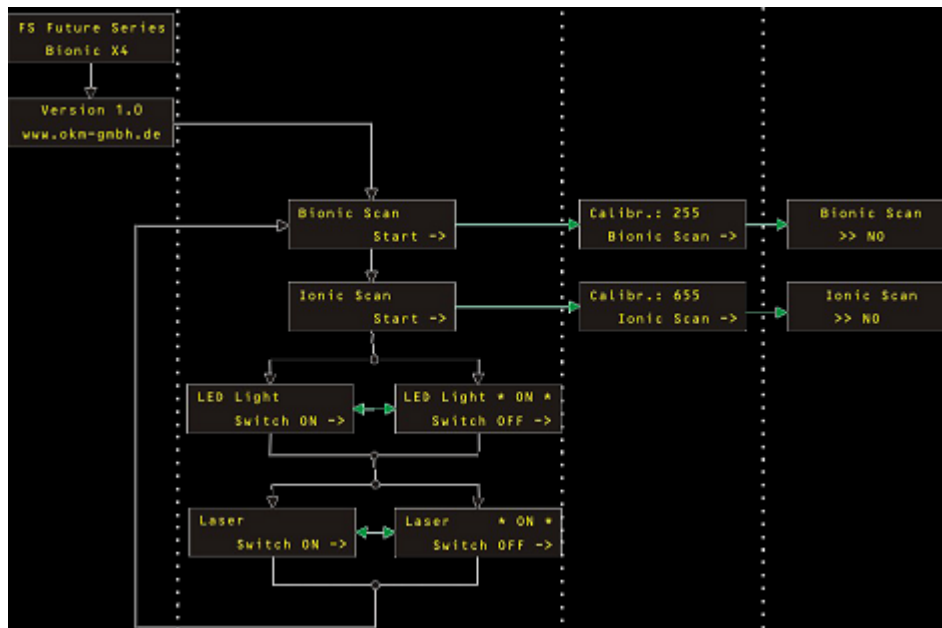 FS Future Series
Bionic X4
Version 1.0
www.okm-gmbh.de
Bionic Scan
Start ->
Calibr.: 255
Bionic Scan ->
Bionic Scan
>> NO
Ionic Scan
Start ->
Calibr.: 655
Ionic Scan ->
Ionic Scan
>> NO
LED Light
Switch ON ->
LED Light * ON *
Switch OFF ->
Laser
Switch ON ->
Laser * ON *
Switch OFF ->